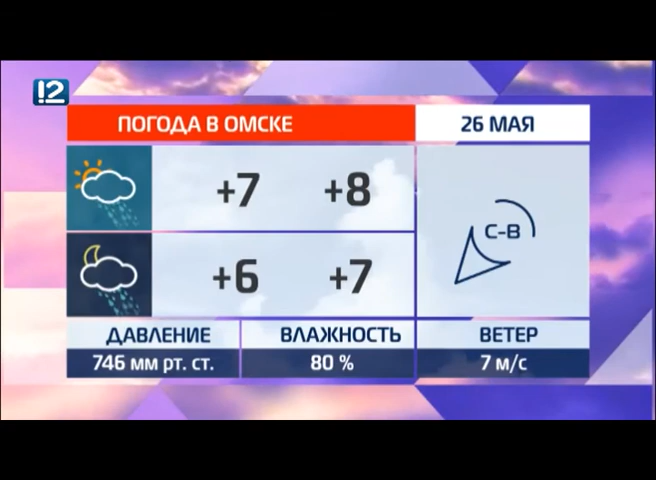 12
ПОГОДА В ОМСКЕ
26 МАЯ
+7 +8
С-В
+6 +7
ДАВЛЕНИЕ
ВЛАЖНОСТЬ
ВЕТЕР
746 мм рт. ст.
80 %
7 м/с